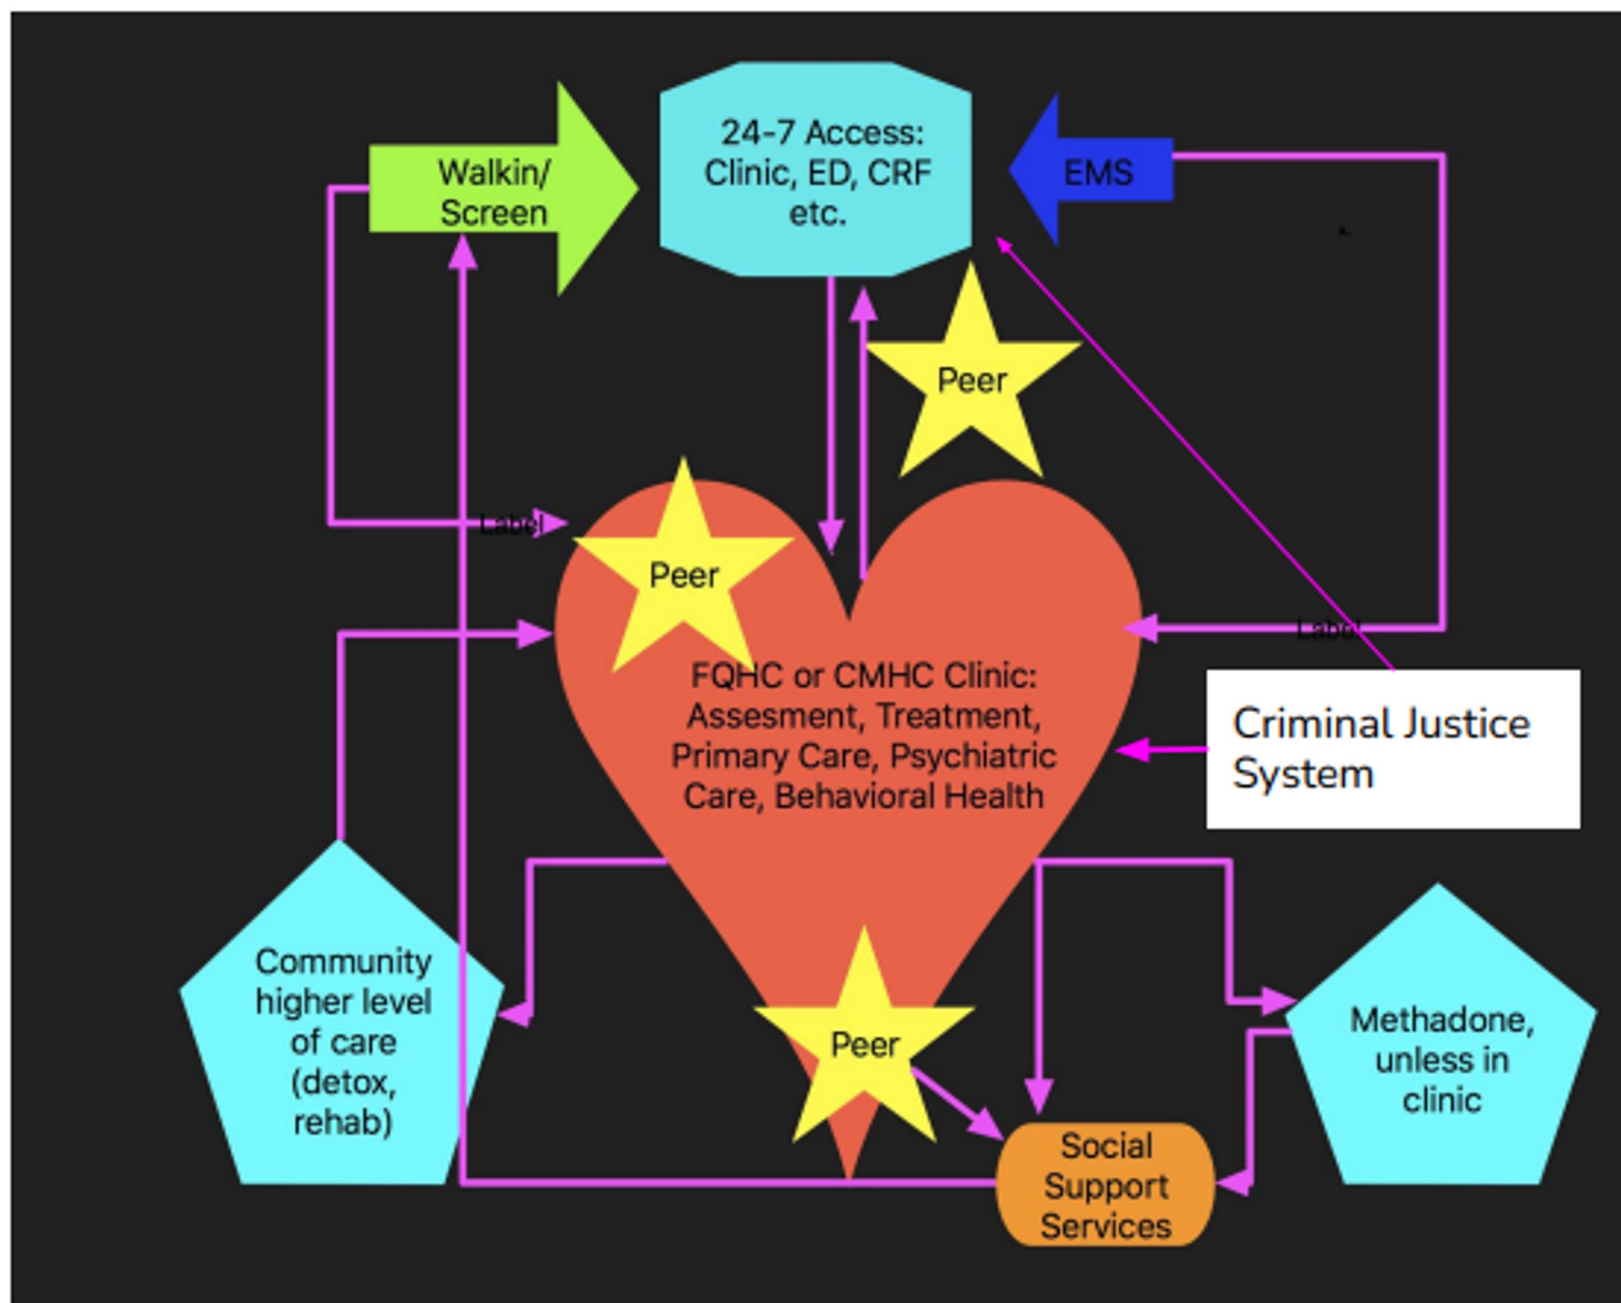 24-7 Access:
Clinic, ED, CRF
etc.
Walkin/
Screen
EMS
Peer
Label
Peer
Label
FQHC or CMHC Clinic:
Assesment, Treatment,
Primary Care, Psychiatric
Care, Behavioral Health
Criminal Justice
System
Community
higher level
of care
(detox,
rehab)
Peer
Methadone,
unless in
clinic
Social
Support
Services